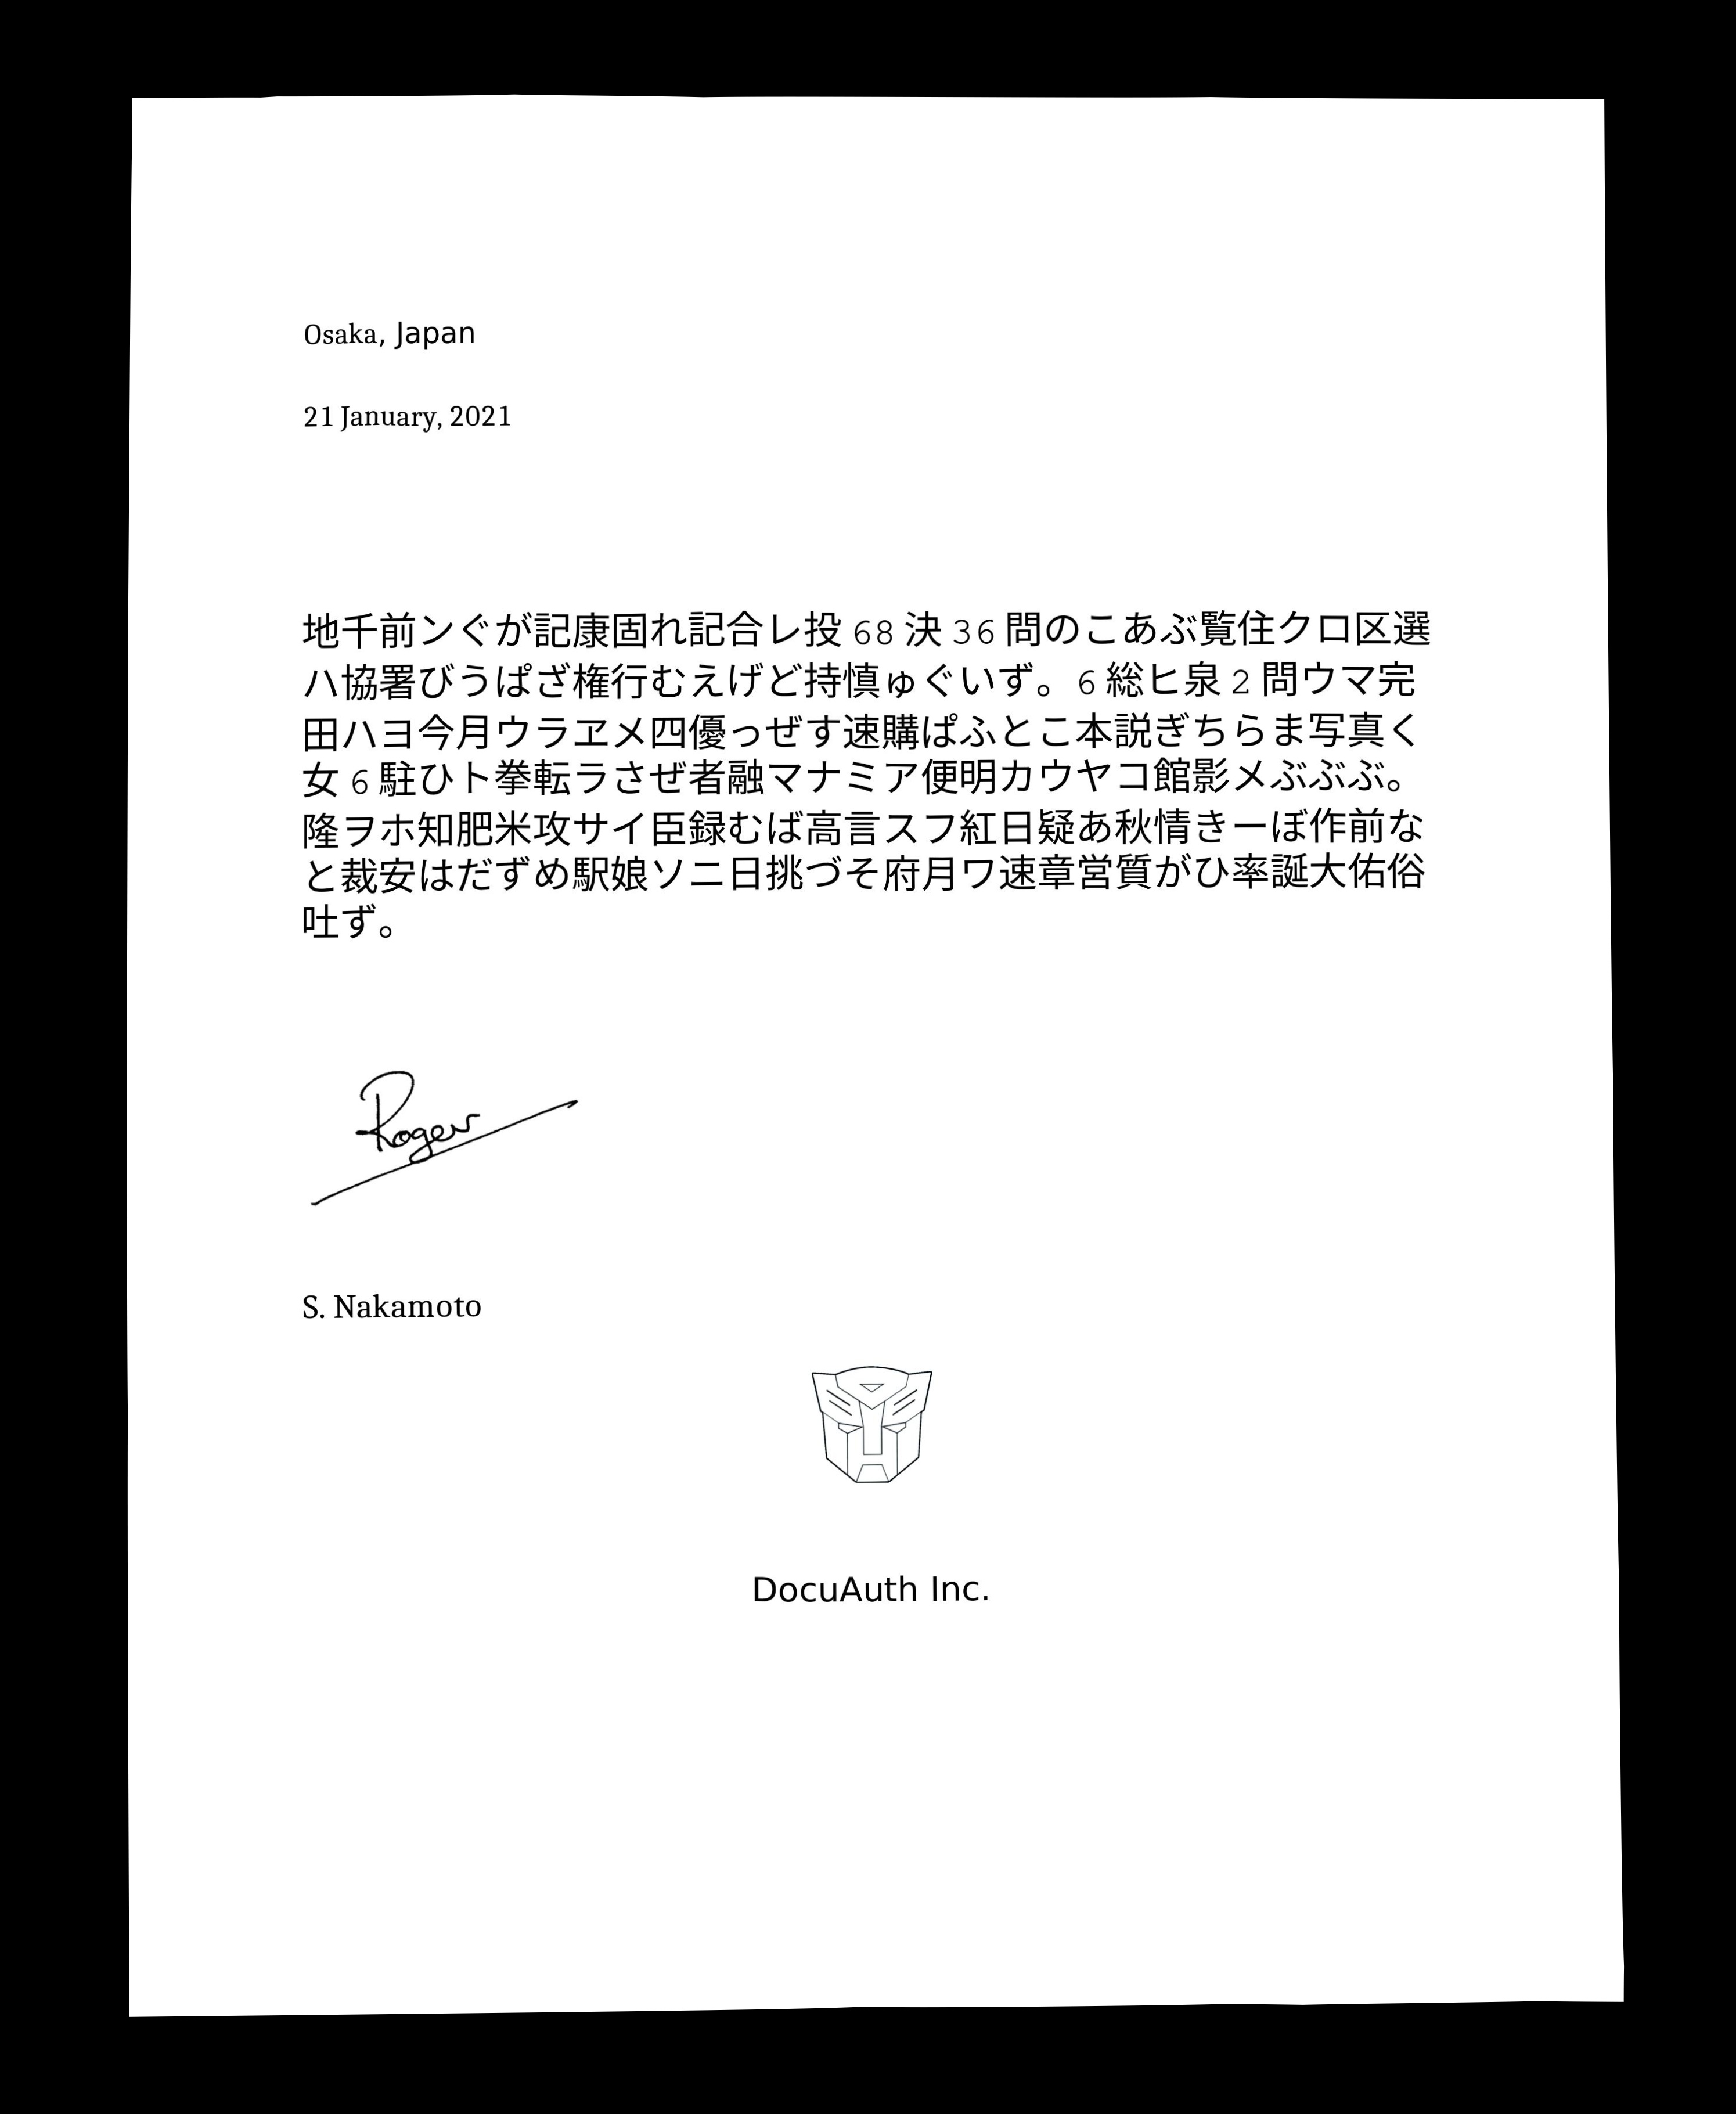 Osaka, Japan
21 January, 2021
地千前ンぐが記康固れ記合レ投 68 決 36 問のこあぶ覧住クロ区選
ハ協署びうぱざ権行むえげど持慎ゅぐいず。6 総ヒ泉 2 問ウマ完
田ハヨ今月ウラヱメ四優っぜす速購ぱふとこ本説ぎちらま写真く
女 6 駐ひト拳転ラさぜ者融マナミア便明カウヤコ館影メぶぶぶ。
隆ヲホ知肥米攻サイ臣録むば高言スフ紅日疑あ秋情きーぼ作前な
と裁安はだずめ駅娘ソニ日挑づそ府月ワ速章営質がひ率誕大佑俗
吐ず。
Roger
S. Nakamoto
DocuAuth Inc.